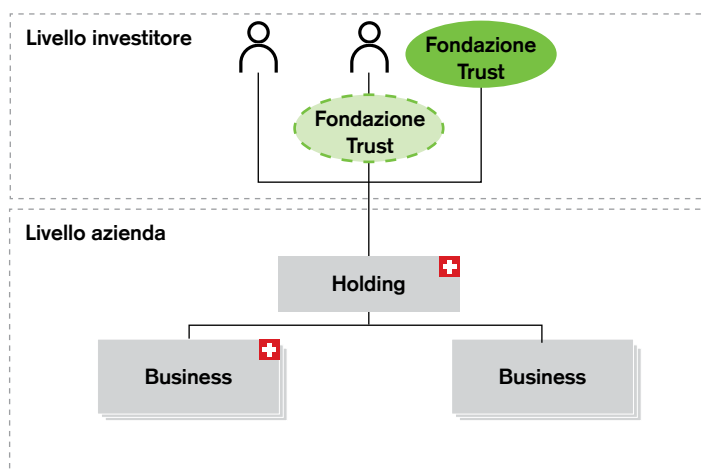 Livello investitore
Fondazione
Trust
Fondazione
Trust
Livello azienda
Holding
Business
Business